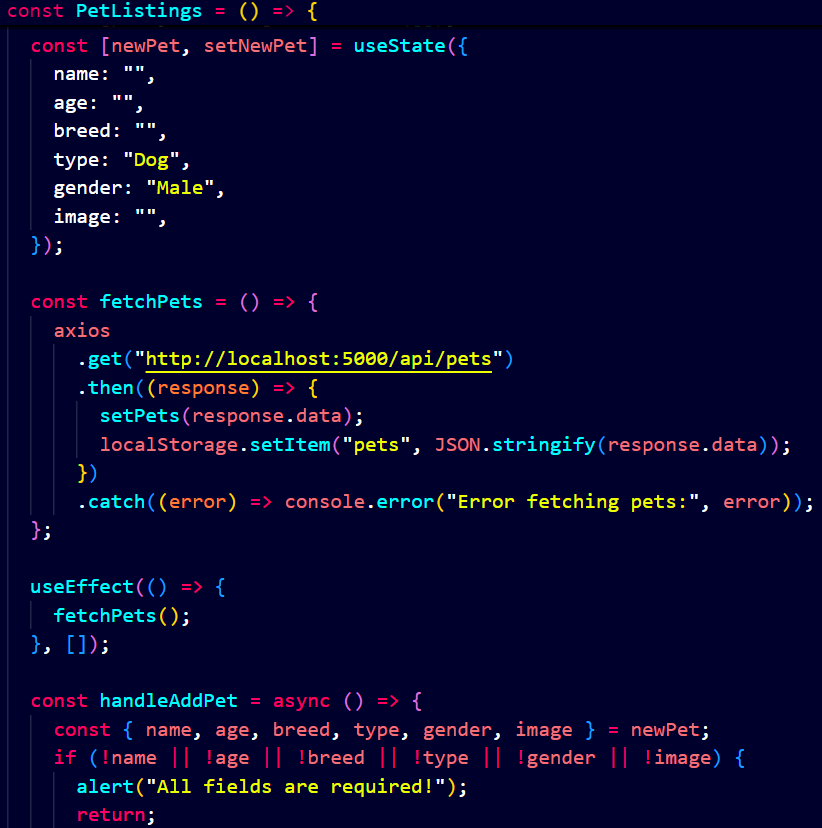 const PetListings = () => {
const [newPet, setNewPet] = useState({
name: "",
age: "",
breed: "",
type: "Dog",
gender: "Male",
image: "",
});
const fetchPets = () => {
axios
.get("http://localhost:5000/api/pets")
.then((response) => {
setPets(response.data);
localStorage.setItem("pets", JSON.stringify(response.data));
})
.catch((error) => console.error("Error fetching pets:", error));
};
useEffect(() => {
fetchPets();
}, []);
const handleAddPet = async () => {
const { name, age, breed, type, gender, image } = newPet;
if (!name || !age || !breed || !type || !gender || !image) {
alert("All fields are required!");
return;